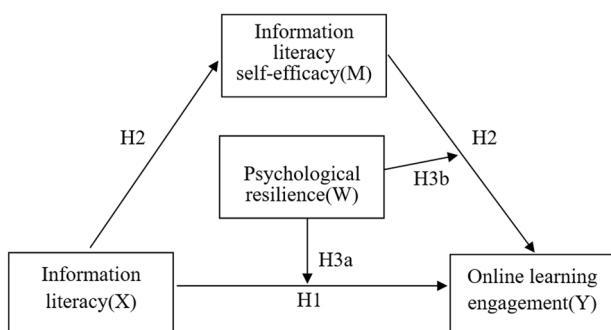 Information
literacy
self-efficacy(M)
H2
H2
Psychological
resilience(W)
H3b
H3a
Information
literacy(X)
H1
Online learning
engagement(Y)